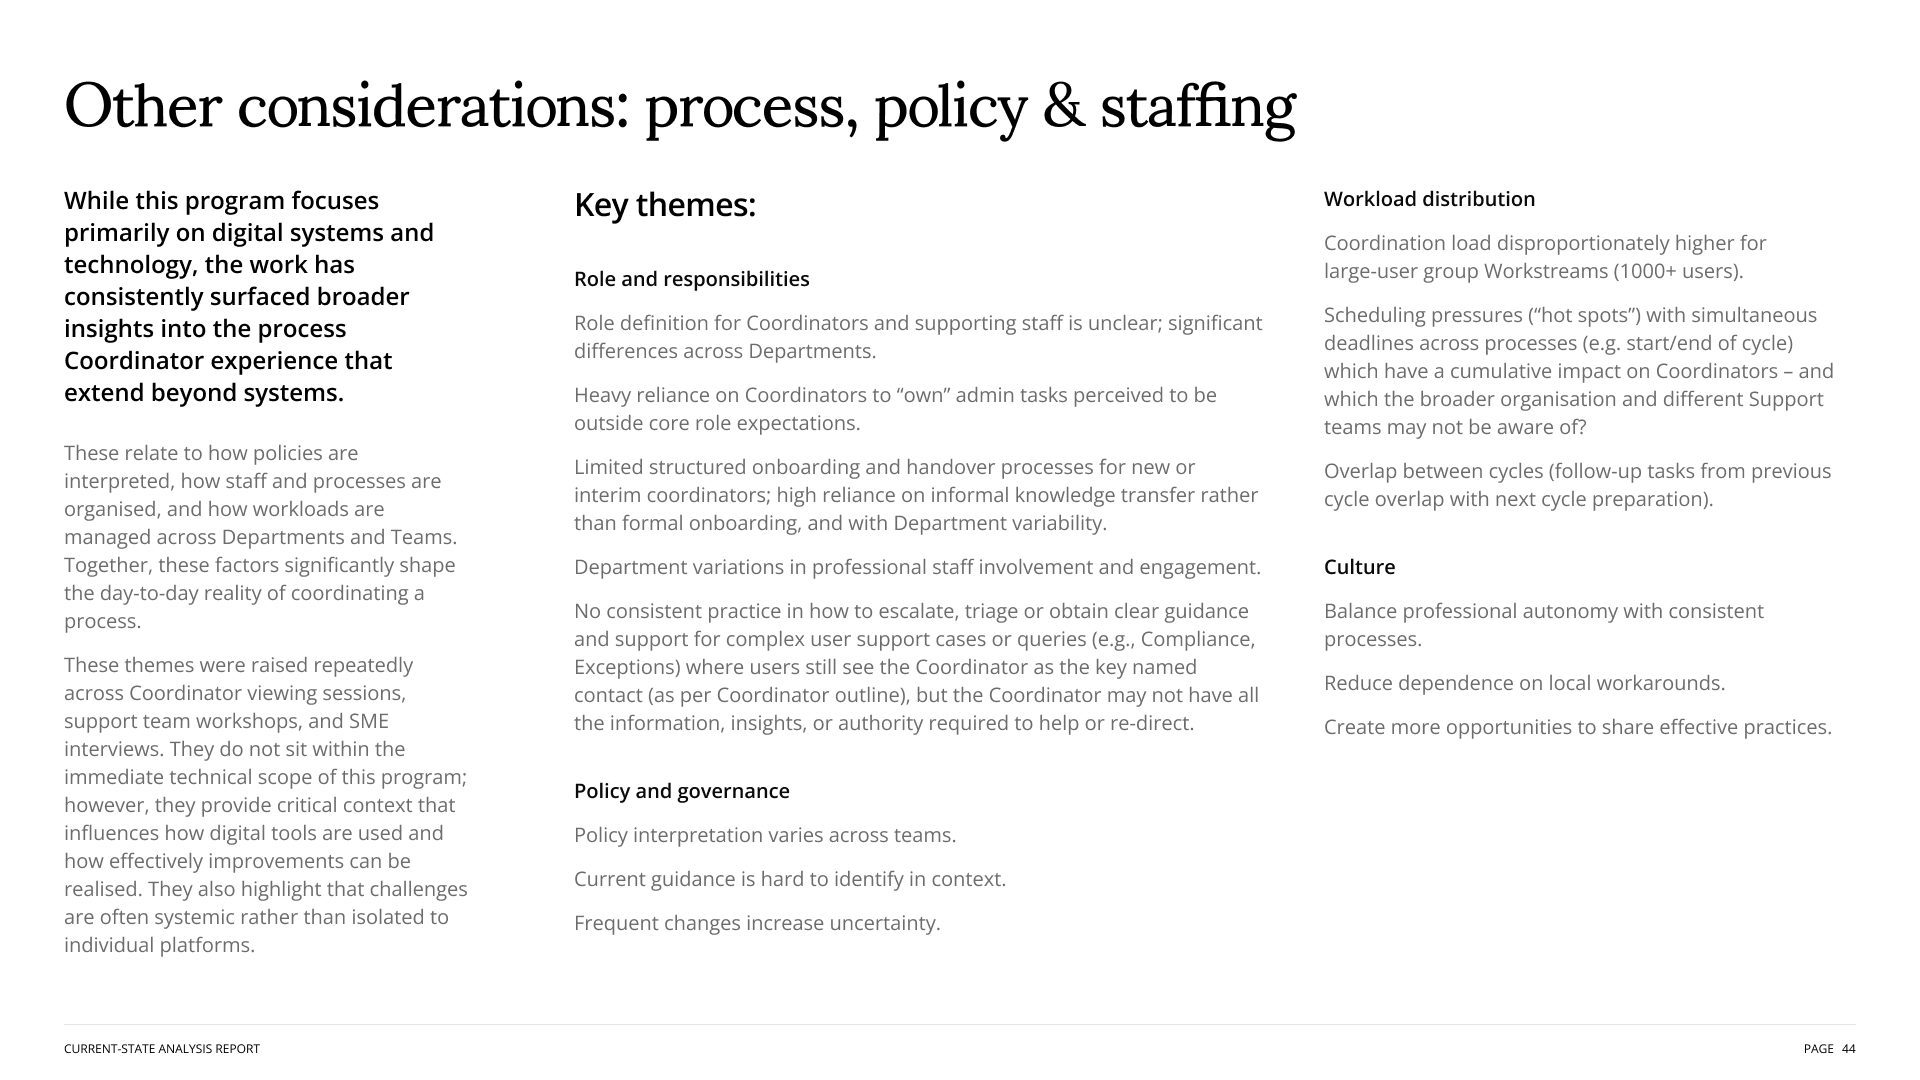 Other considerations: process, policy & staffing
While this program focuses
primarily on digital systems and
technology, the work has
consistently surfaced broader
insights into the process
Coordinator experience that
extend beyond systems.
These relate to how policies are
interpreted, how staff and processes are
organised, and how workloads are
managed across Departments and Teams.
Together, these factors significantly shape
the day-to-day reality of coordinating a
process.
These themes were raised repeatedly
across Coordinator viewing sessions,
support team workshops, and SME
interviews. They do not sit within the
immediate technical scope of this program;
however, they provide critical context that
influences how digital tools are used and
how effectively improvements can be
realised. They also highlight that challenges
are often systemic rather than isolated to
individual platforms.
Key themes:
Role and responsibilities
Role definition for Coordinators and supporting staff is unclear; significant
differences across Departments.
Heavy reliance on Coordinators to “own” admin tasks perceived to be
outside core role expectations.
Limited structured onboarding and handover processes for new or
interim coordinators; high reliance on informal knowledge transfer rather
than formal onboarding, and with Department variability.
Department variations in professional staff involvement and engagement.
No consistent practice in how to escalate, triage or obtain clear guidance
and support for complex user support cases or queries (e.g., Compliance,
Exceptions) where users still see the Coordinator as the key named
contact (as per Coordinator outline), but the Coordinator may not have all
the information, insights, or authority required to help or re-direct.
Policy and governance
Policy interpretation varies across teams.
Current guidance is hard to identify in context.
Frequent changes increase uncertainty.
Workload distribution
Coordination load disproportionately higher for
large-user group Workstreams (1000+ users).
Scheduling pressures (“hot spots”) with simultaneous
deadlines across processes (e.g. start/end of cycle)
which have a cumulative impact on Coordinators – and
which the broader organisation and different Support
teams may not be aware of?
Overlap between cycles (follow-up tasks from previous
cycle overlap with next cycle preparation).
Culture
Balance professional autonomy with consistent
processes.
Reduce dependence on local workarounds.
Create more opportunities to share effective practices.
CURRENT-STATE ANALYSIS REPORT
PAGE 44